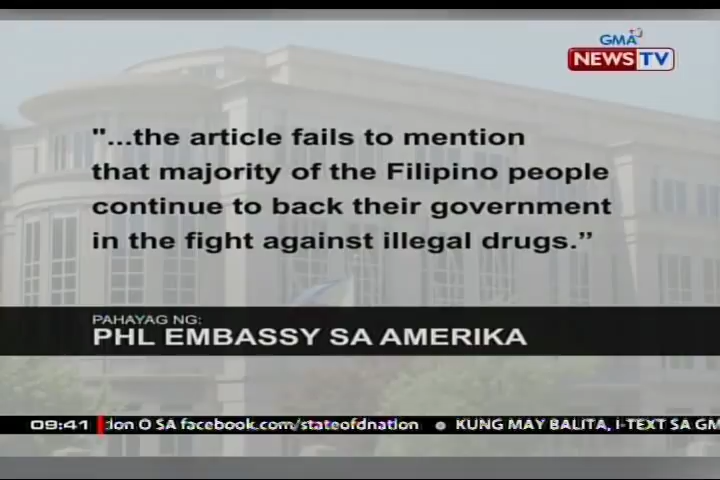 GMA
NEWS TV
"...the article fails to mention
that majority of the Filipino people
continue to back their government
in the fight against illegal drugs.”
PAHAYAG NG:
PHL EMBASSY SA AMERIKA
09:41 O SA facebook.com/stateofdnation • KUNG MAY BALITA, I-TEXT SA GM